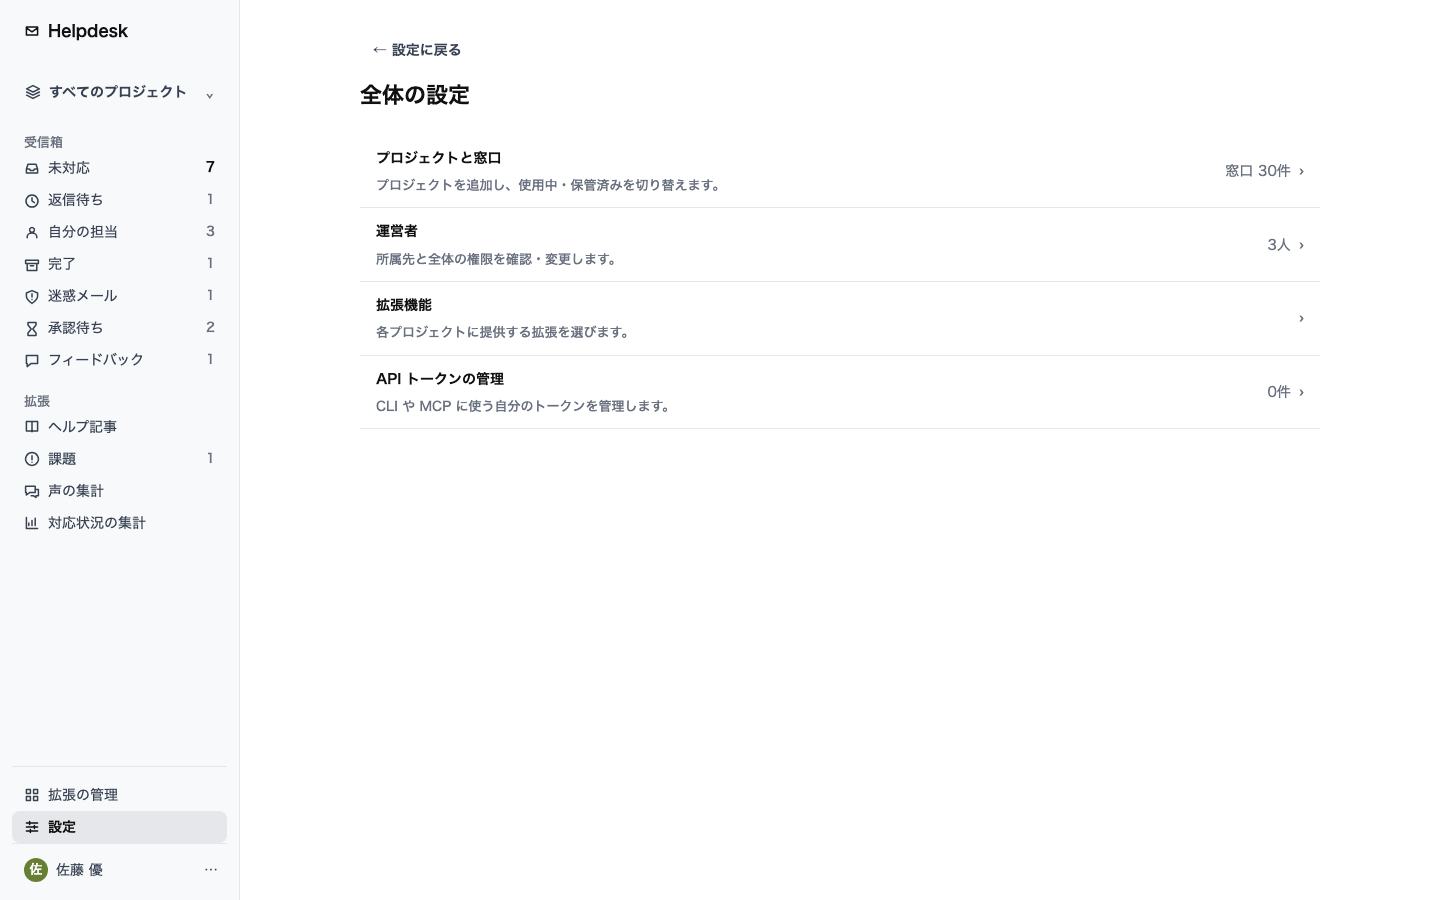 Helpdesk
すべてのプロジェクト
受信箱
未対応 7
返信待ち 1
自分の担当 3
完了 1
迷惑メール 1
承認待ち 2
フィードバック 1
拡張
ヘルプ記事
課題 1
声の集計
対応状況の集計
拡張の管理
設定
佐 佐藤 優 …
← 設定に戻る
全体の設定
プロジェクトと窓口
プロジェクトを追加し、使用中・保管済みを切り替えます。
窓口 30件 ›
運営者
所属先と全体の権限を確認・変更します。
3人 ›
拡張機能
各プロジェクトに提供する拡張を選びます。
›
API トークンの管理
CLI や MCP に使う自分のトークンを管理します。
0件 ›